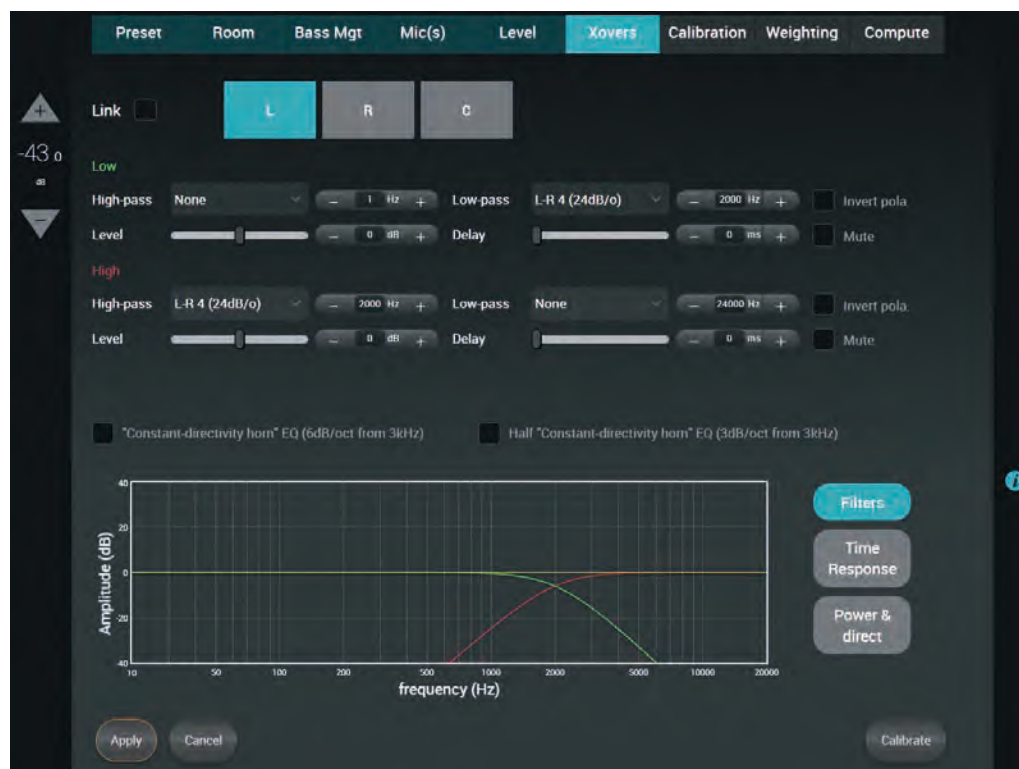 Preset Room Bass Mgt Mic(s) Level Xovers Calibration Weighting Compute
Link L R C
+
-43 0
dB
−
Low
High-pass None − 1 Hz + Low-pass L-R 4 (24dB/o) − 2000 Hz + Invert pola
Level − 0 dB + Delay − 0 ms + Mute
High
High-pass L-R 4 (24dB/o) − 2000 Hz + Low-pass None − 24000 Hz + Invert pola.
Level − 0 dB + Delay − 0 ms + Mute
"Constant-directivity horn" EQ (6dB/oct from 3kHz) Half "Constant-directivity horn" EQ (3dB/oct from 3kHz)
i
Amplitude (dB)
40
20
0
-20
-40
10 50 100 200 500 1000 2000 5000 10000 20000
frequency (Hz)
Filters
Time
Response
Power &
direct
Apply Cancel Calibrate